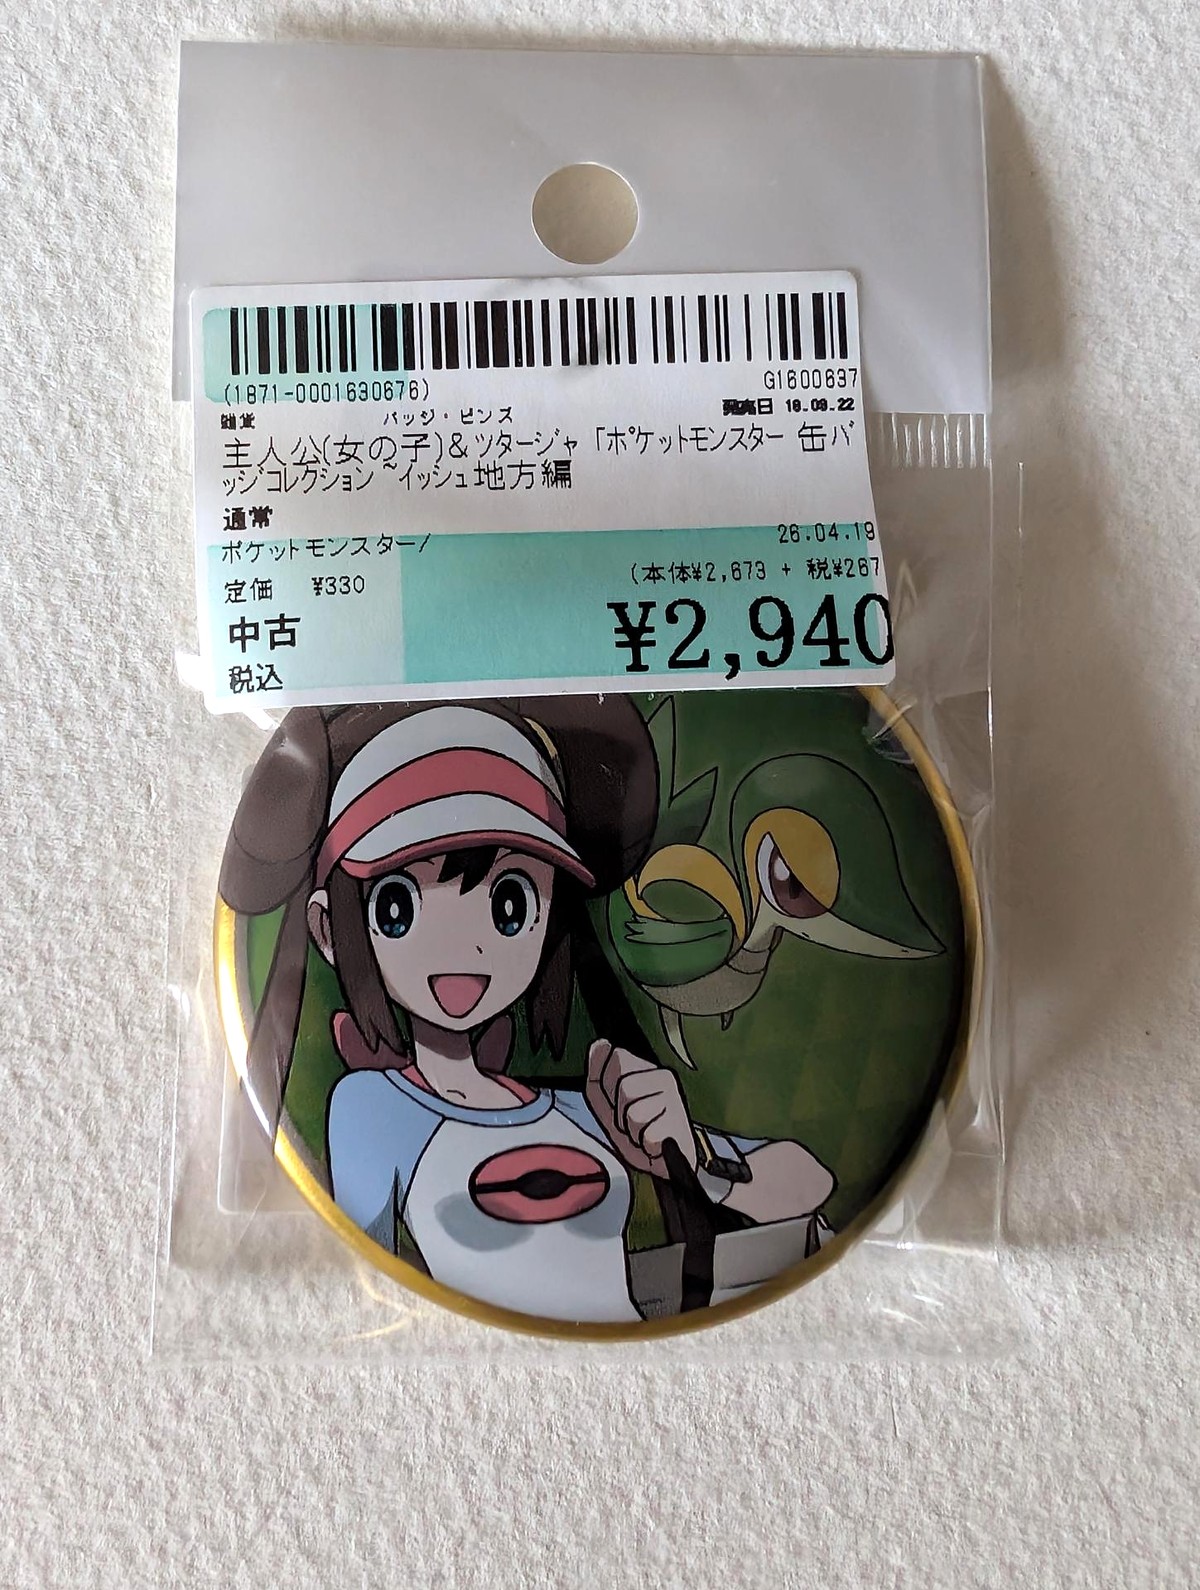 (1871-0001630676)
G1600637
雑貨 バッジ・ピンズ 発売日 18.09.22
主人公(女の子)&ツタージャ 「ポケットモンスター 缶バ
ッジコレクション ~イッシュ地方編
通常
ポケットモンスター/
26.04.19
定価 ¥330
(本体¥2,673 + 税¥267
中古
¥2,940
税込